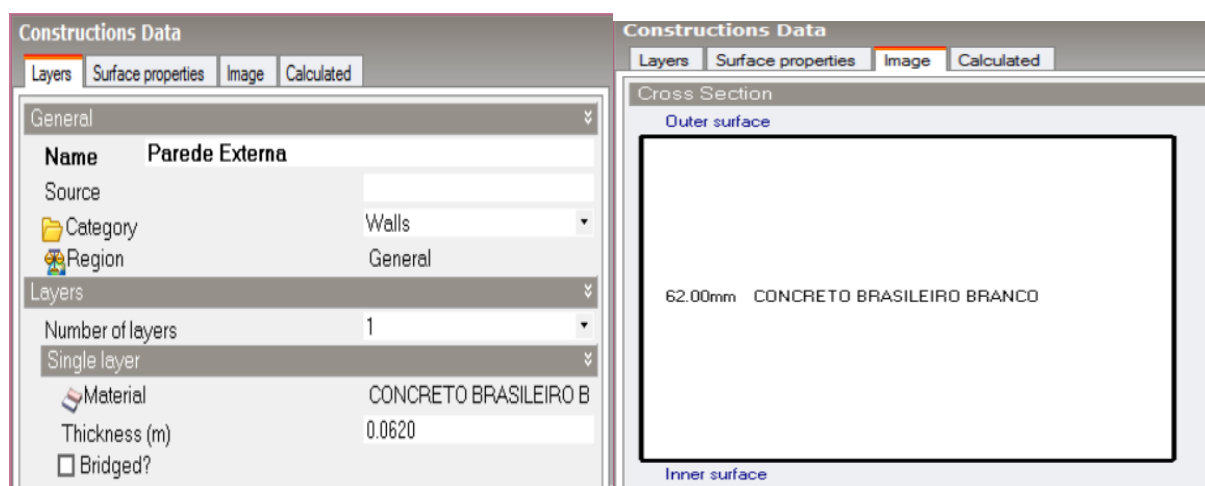 Constructions Data
Layers Surface properties Image Calculated
General
Name Parede Externa
Source
Category Walls
Region General
Layers
Number of layers 1
Single layer
Material CONCRETO BRASILEIRO B
Thickness (m) 0.0620
Bridged?
Constructions Data
Layers Surface properties Image Calculated
Cross Section
Outer surface
62.00mm CONCRETO BRASILEIRO BRANCO
Inner surface